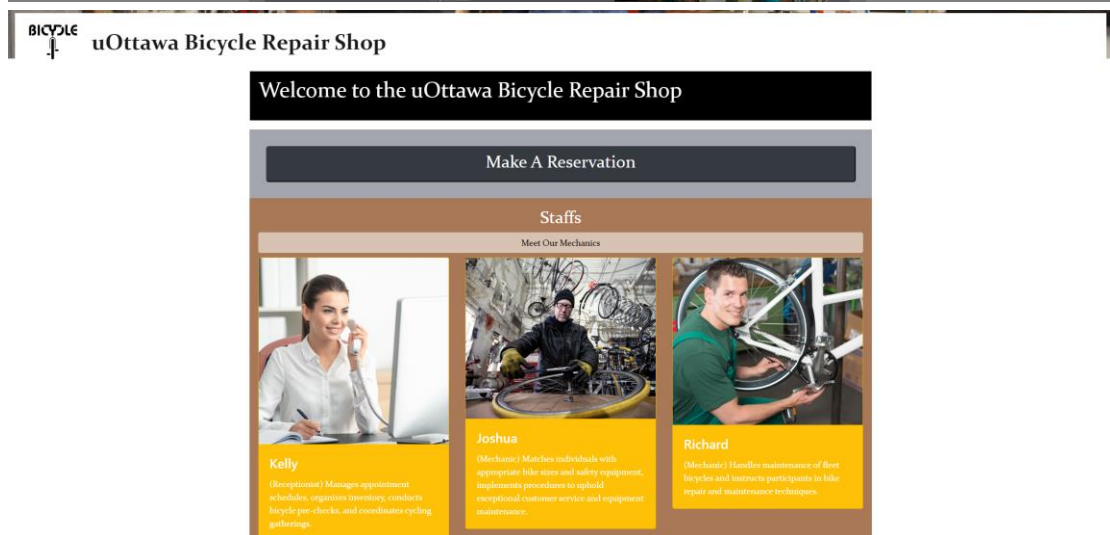 BICYCLE
uOttawa Bicycle Repair Shop
Welcome to the uOttawa Bicycle Repair Shop
Make A Reservation
Staffs
Meet Our Mechanics
Kelly
(Receptionist) Manages appointment
schedules, organizes inventory, conducts
bicycle pre-checks, and coordinates cycling
gatherings.
Joshua
(Mechanic) Matches individuals with
appropriate bike sizes and safety equipment,
implements procedures to uphold
exceptional customer service and equipment
maintenance.
Richard
(Mechanic) Handles maintenance of fleet
bicycles and instructs participants in bike
repair and maintenance techniques.